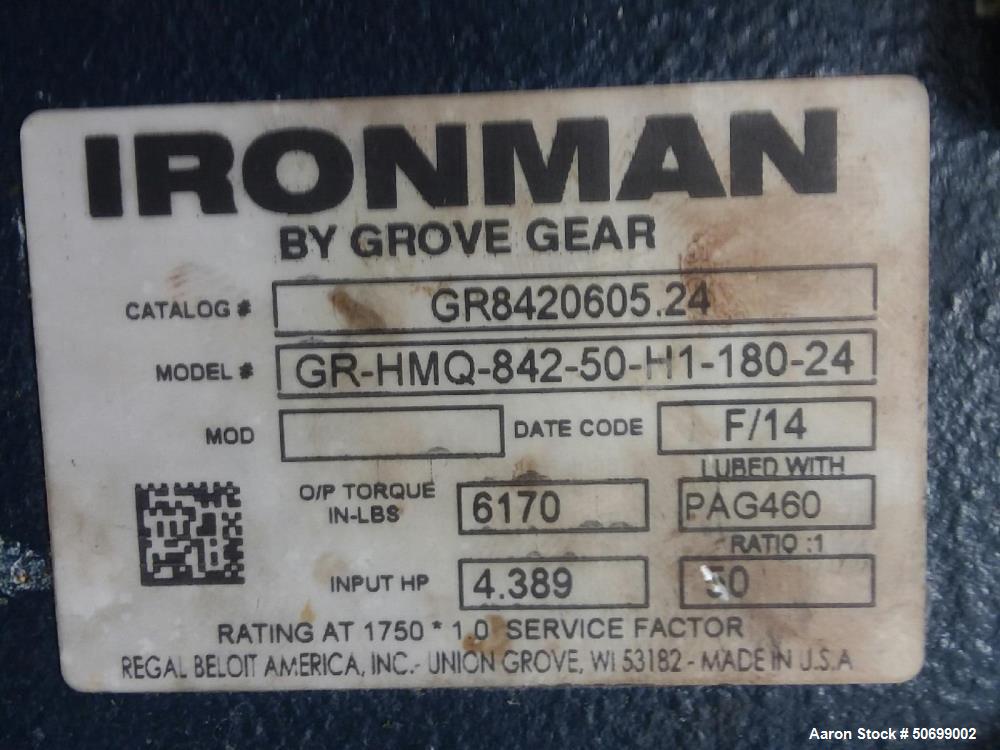 IRONMAN
BY GROVE GEAR
CATALOG # GR8420605.24
MODEL # GR-HMQ-842-50-H1-180-24
MOD DATE CODE F/14
LUBED WITH
O/P TORQUE
IN-LBS 6170 PAG460
RATIO :1
INPUT HP 4.389 50
RATING AT 1750 * 1.0 SERVICE FACTOR
REGAL BELOIT AMERICA, INC.- UNION GROVE, WI 53182 - MADE IN U.S.A
Aaron Stock # 50699002